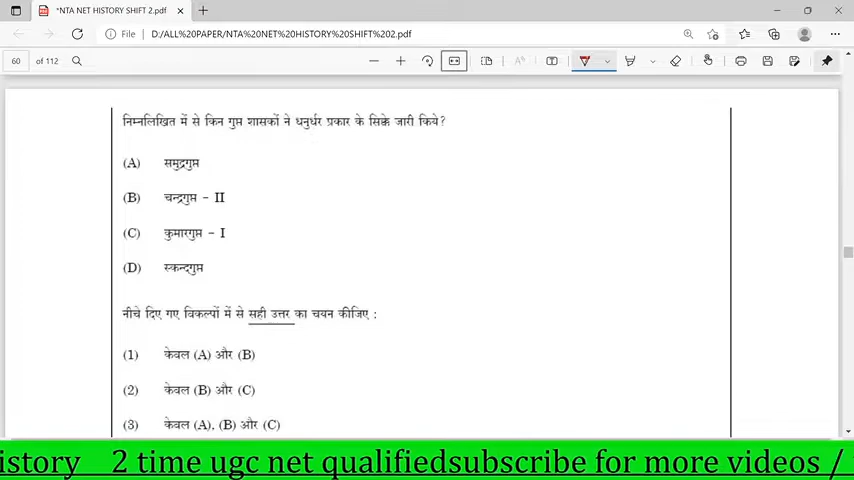 *NTA NET HISTORY SHIFT 2.pdf
File
D:/ALL%20PAPER/NTA%20NET%20HISTORY%20SHIFT%202.pdf
60 of 112
निम्नलिखित में से किन गुप्त शासकों ने धनुर्धर प्रकार के सिक्के जारी किये?
(A) समुद्रगुप्त
(B) चन्द्रगुप्त - II
(C) कुमारगुप्त - I
(D) स्कन्दगुप्त
नीचे दिए गए विकल्पों में से सही उत्तर का चयन कीजिए :
(1) केवल (A) और (B)
(2) केवल (B) और (C)
(3) केवल (A), (B) और (C)
istory 2 time ugc net qualifiedsubscribe for more videos /